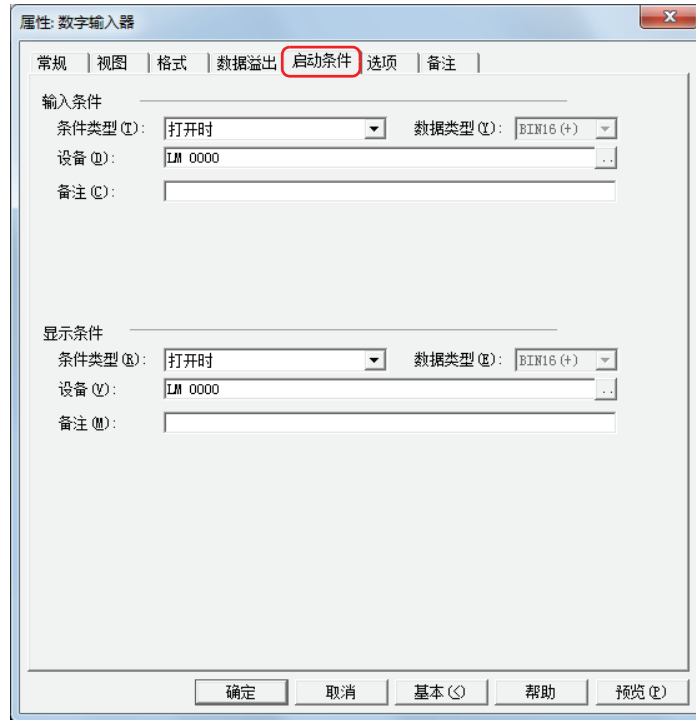 属性: 数字输入器
常规 视图 格式 数据溢出 启动条件 选项 备注
输入条件
条件类型(T): 打开时 数据类型(Y): BIN16(+)
设备(D): LM 0000 ..
备注(C):
显示条件
条件类型(R): 打开时 数据类型(E): BIN16(+)
设备(V): LM 0000 ..
备注(M):
确定 取消 基本(<) 帮助 预览(P)